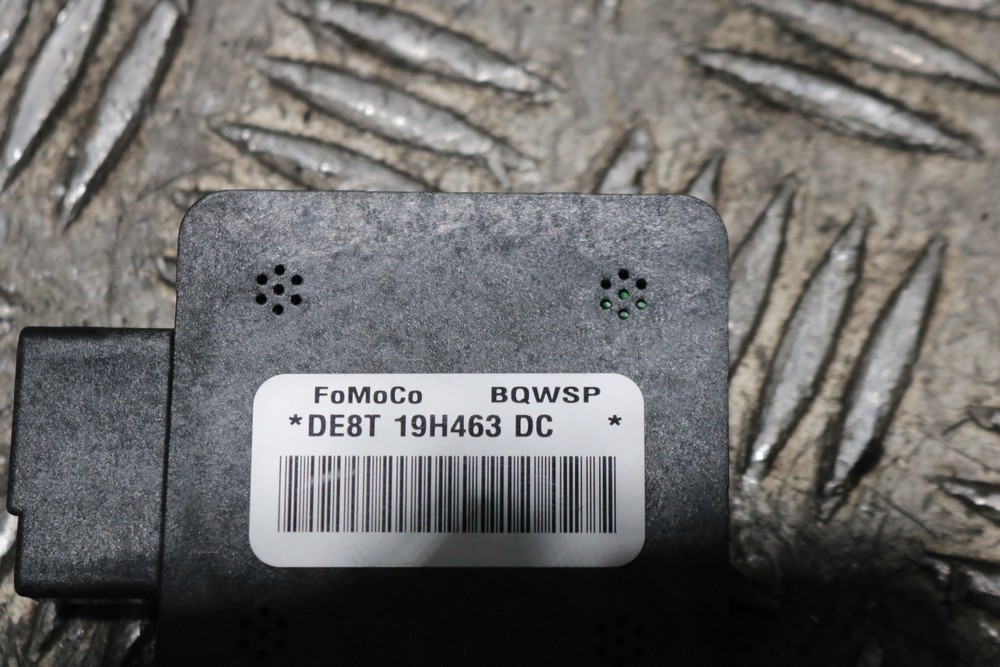 FoMoCo BQWSP
*DE8T 19H463 DC *